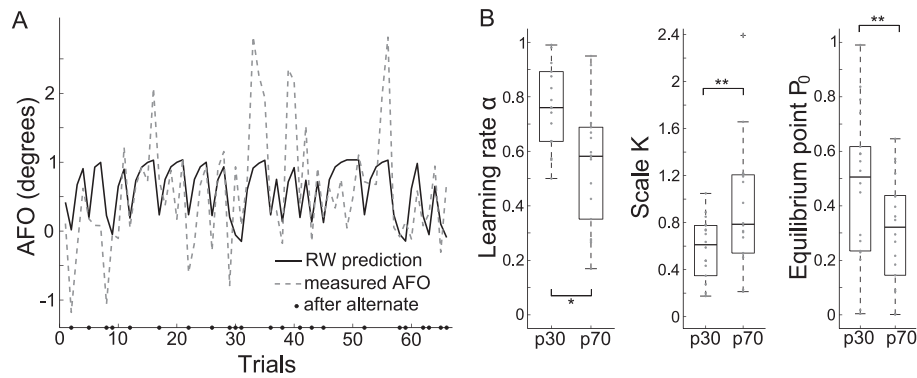 A
AFO (degrees)
2
1
0
-1
RW prediction
measured AFO
after alternate
0 10 20 30 40 50 60
Trials
B
Learning rate α
1
0.8
0.6
0.4
0.2
0
*
p30 p70
Scale K
2.4
2
1.6
1.2
0.8
0.4
0
**
p30 p70
Equilibrium point P0
1
0.8
0.6
0.4
0.2
0
**
p30 p70